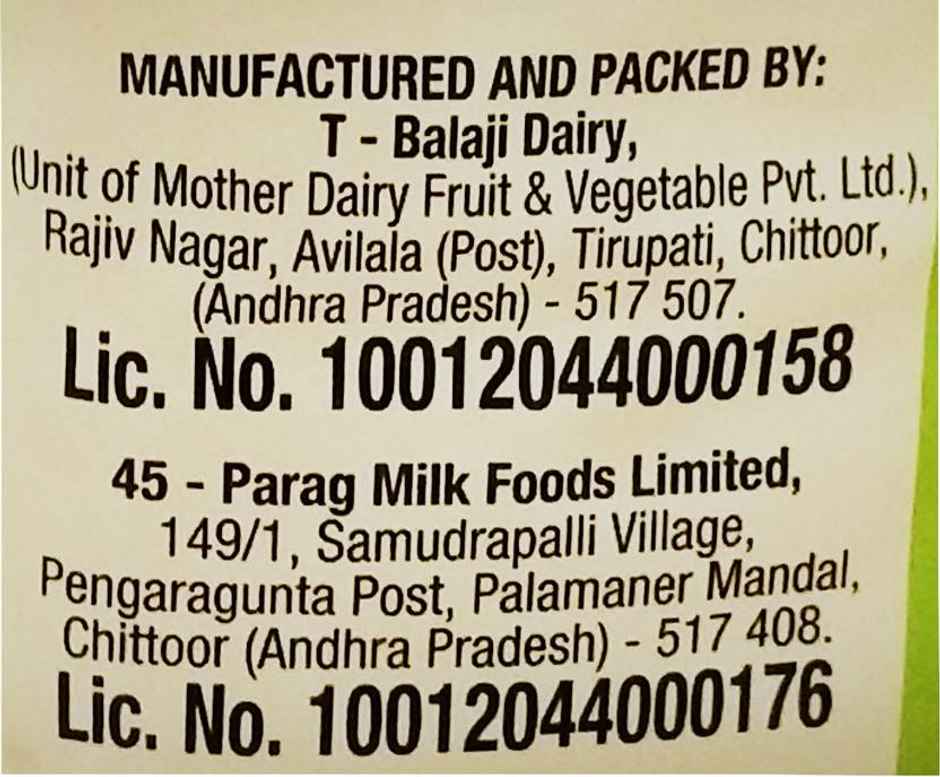 MANUFACTURED AND PACKED BY:
T - Balaji Dairy,
(Unit of Mother Dairy Fruit & Vegetable Pvt. Ltd.),
Rajiv Nagar, Avilala (Post), Tirupati, Chittoor,
(Andhra Pradesh) - 517 507.
Lic. No. 10012044000158
45 - Parag Milk Foods Limited,
149/1, Samudrapalli Village,
Pengaragunta Post, Palamaner Mandal,
Chittoor (Andhra Pradesh) - 517 408.
Lic. No. 10012044000176